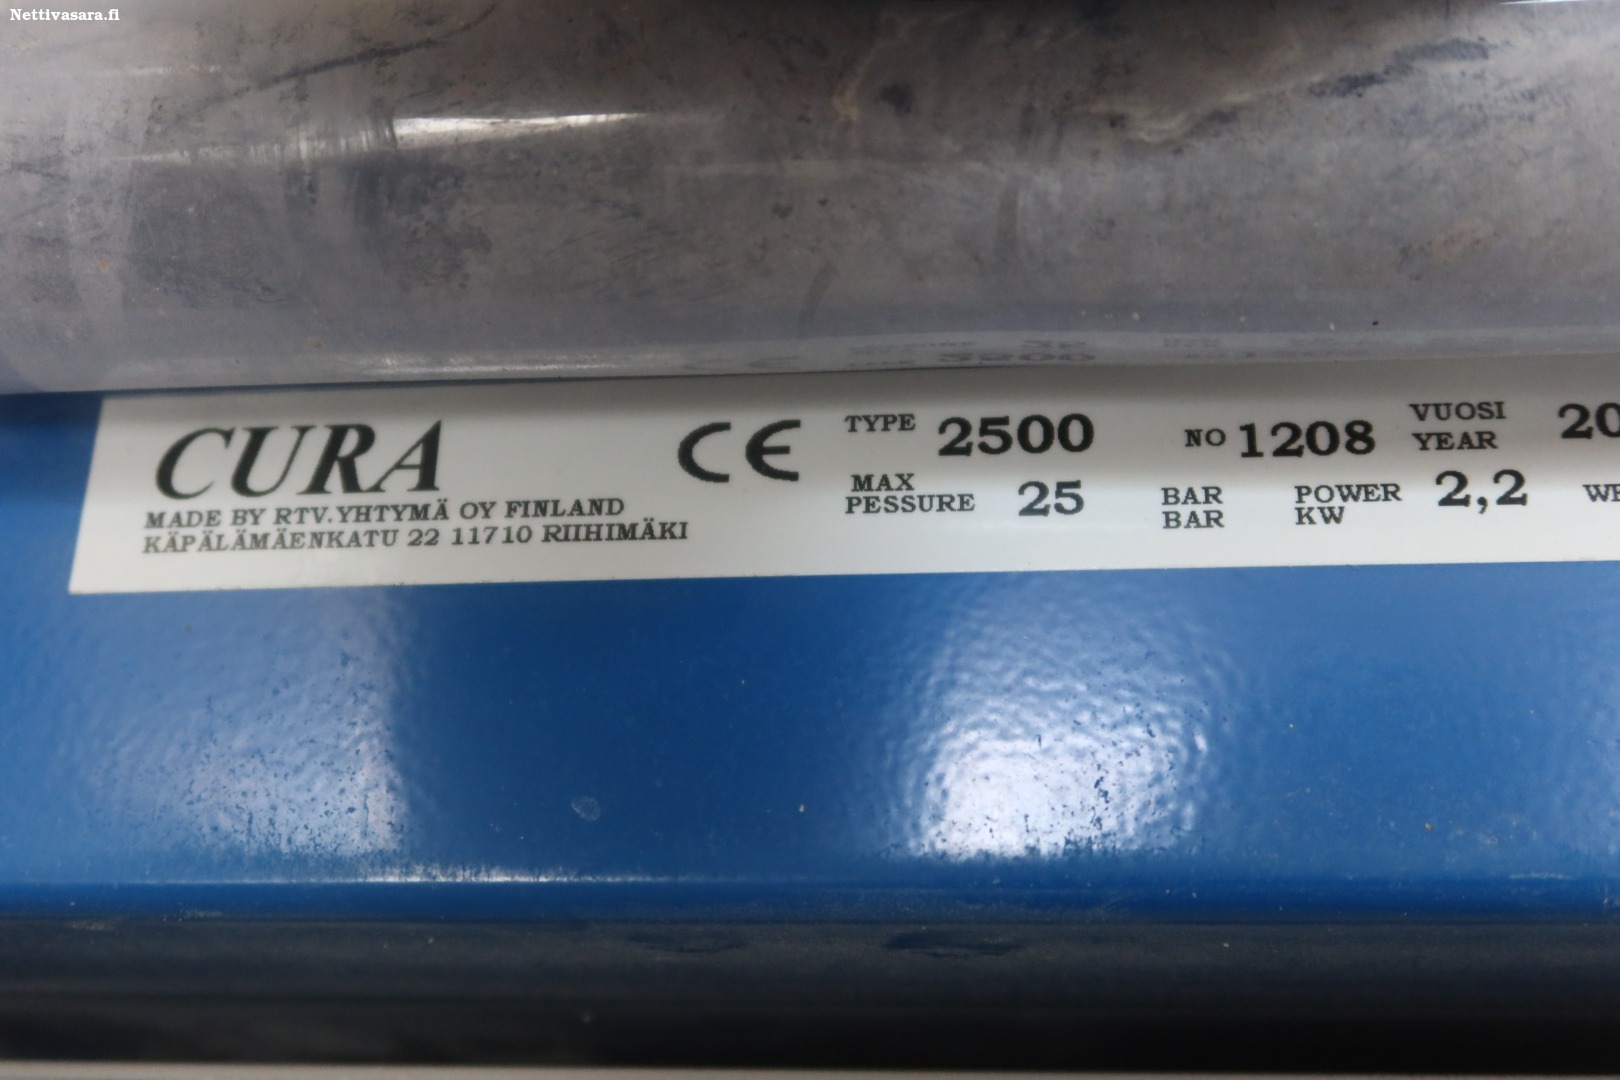 Nettivasara.fi
CURA
MADE BY RTV.YHTYMÄ OY FINLAND
KÄPÄLÄMÄENKATU 22 11710 RIIHIMÄKI
CE
TYPE 2500 NO 1208 VUOSI
YEAR 20
MAX
PESSURE 25 BAR
BAR
POWER
KW 2,2